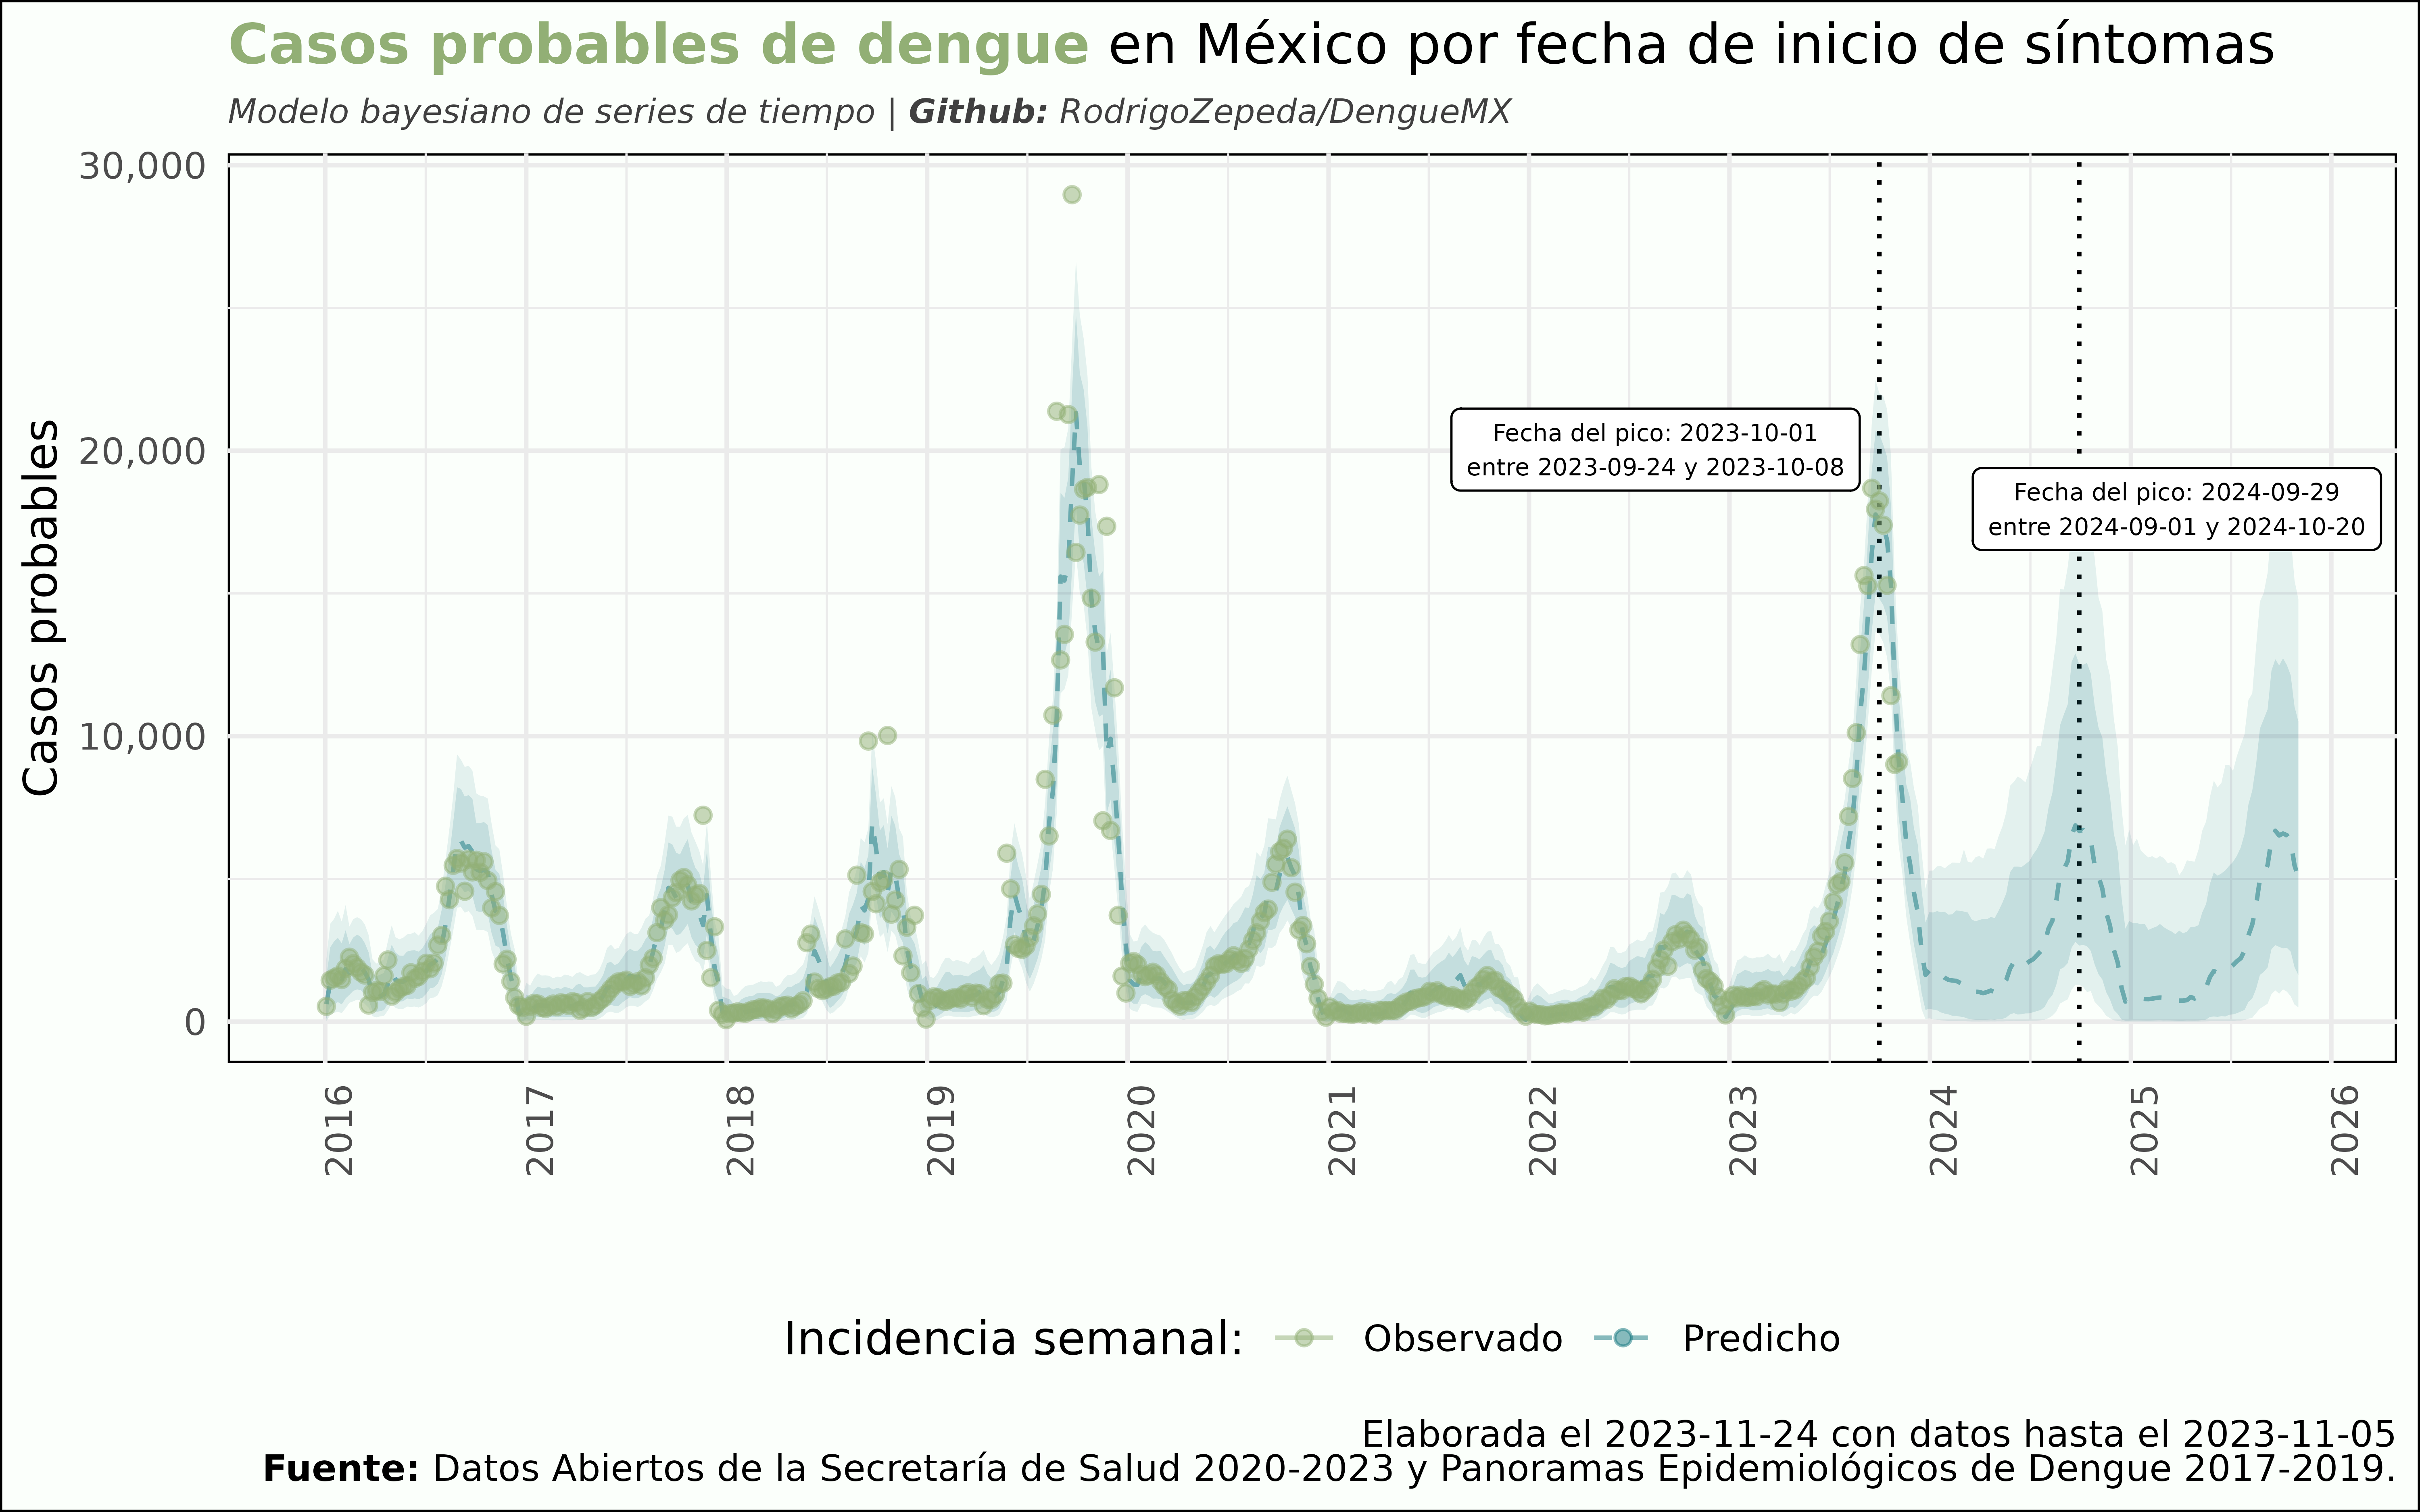 Casos probables de dengue en México por fecha de inicio de síntomas
Modelo bayesiano de series de tiempo | Github: RodrigoZepeda/DengueMX
Casos probables
30,000
20,000
10,000
0
Fecha del pico: 2023-10-01
entre 2023-09-24 y 2023-10-08
Fecha del pico: 2024-09-29
entre 2024-09-01 y 2024-10-20
2016
2017
2018
2019
2020
2021
2022
2023
2024
2025
2026
Incidencia semanal: Observado Predicho
Elaborada el 2023-11-24 con datos hasta el 2023-11-05
Fuente: Datos Abiertos de la Secretaría de Salud 2020-2023 y Panoramas Epidemiológicos de Dengue 2017-2019.